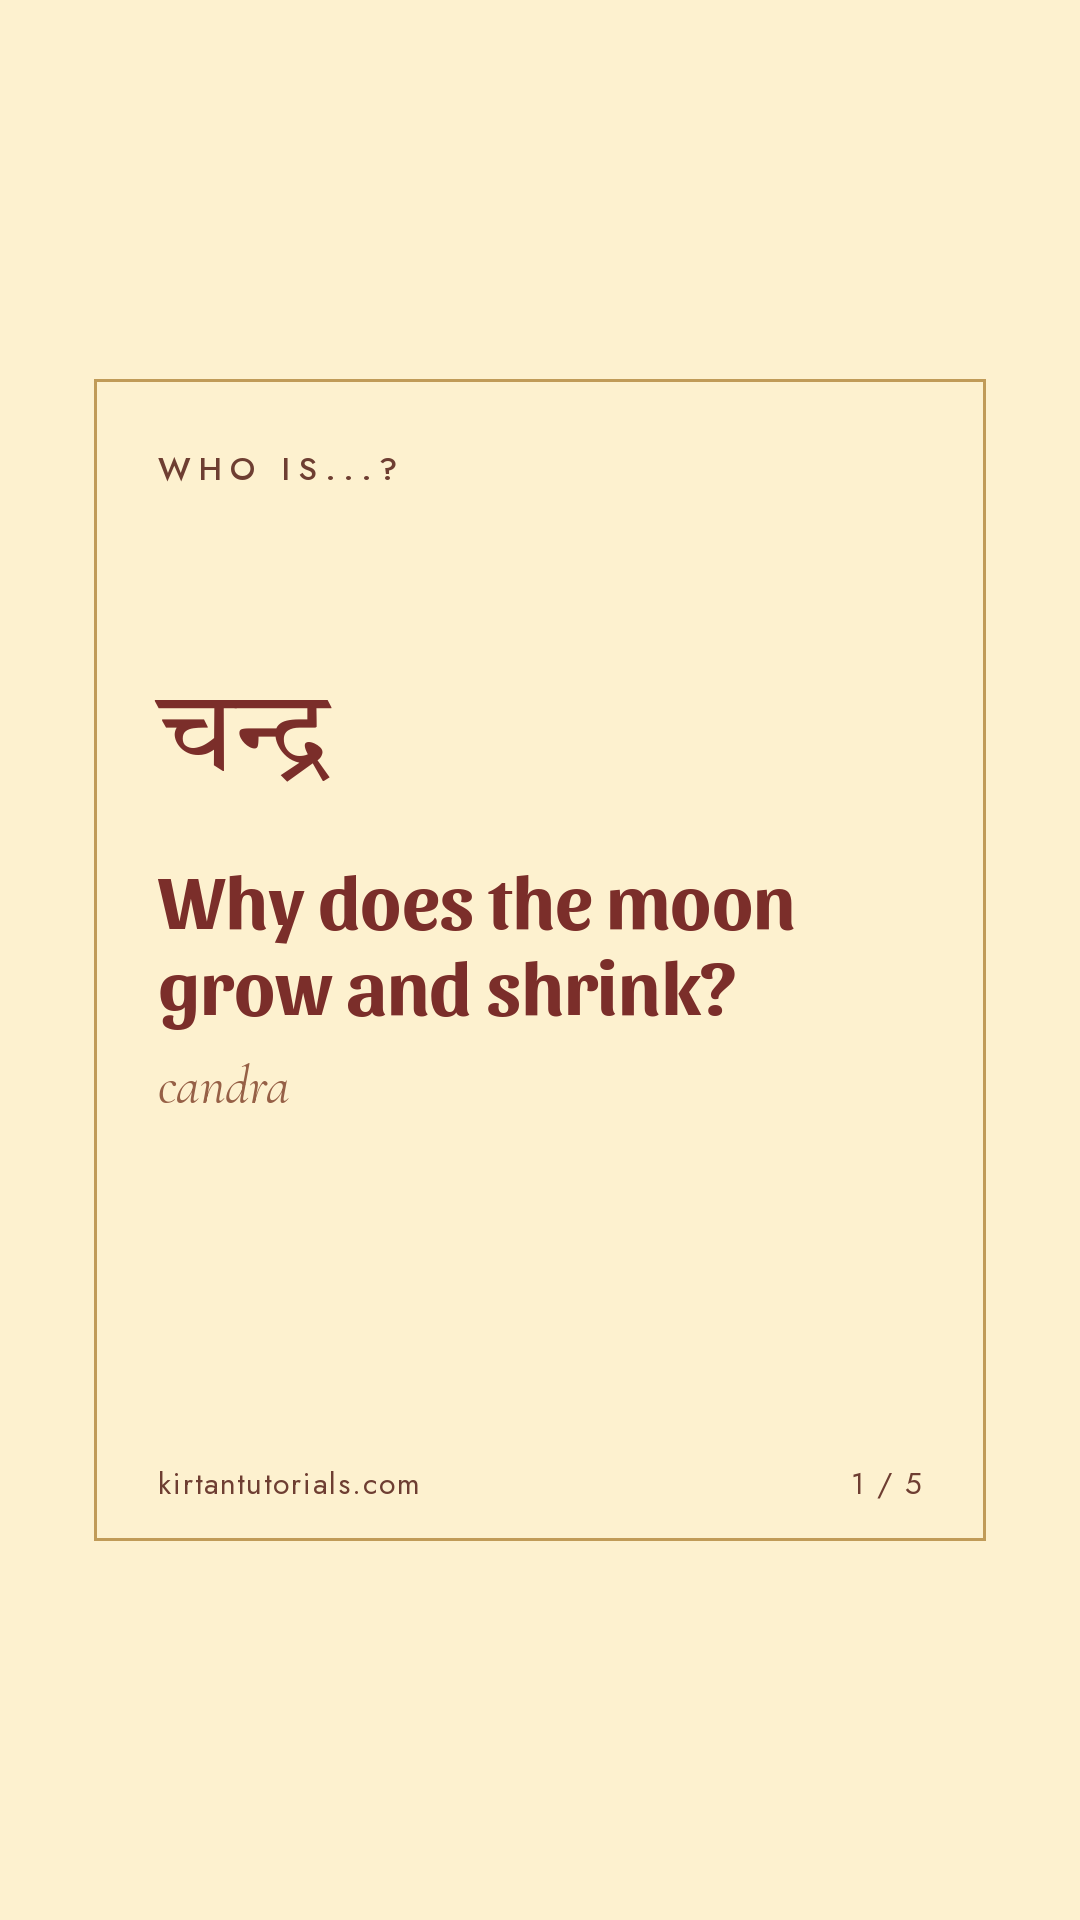 WHO IS...?
चन्द्र
Why does the moon
grow and shrink?
candra
kirtantutorials.com
1 / 5